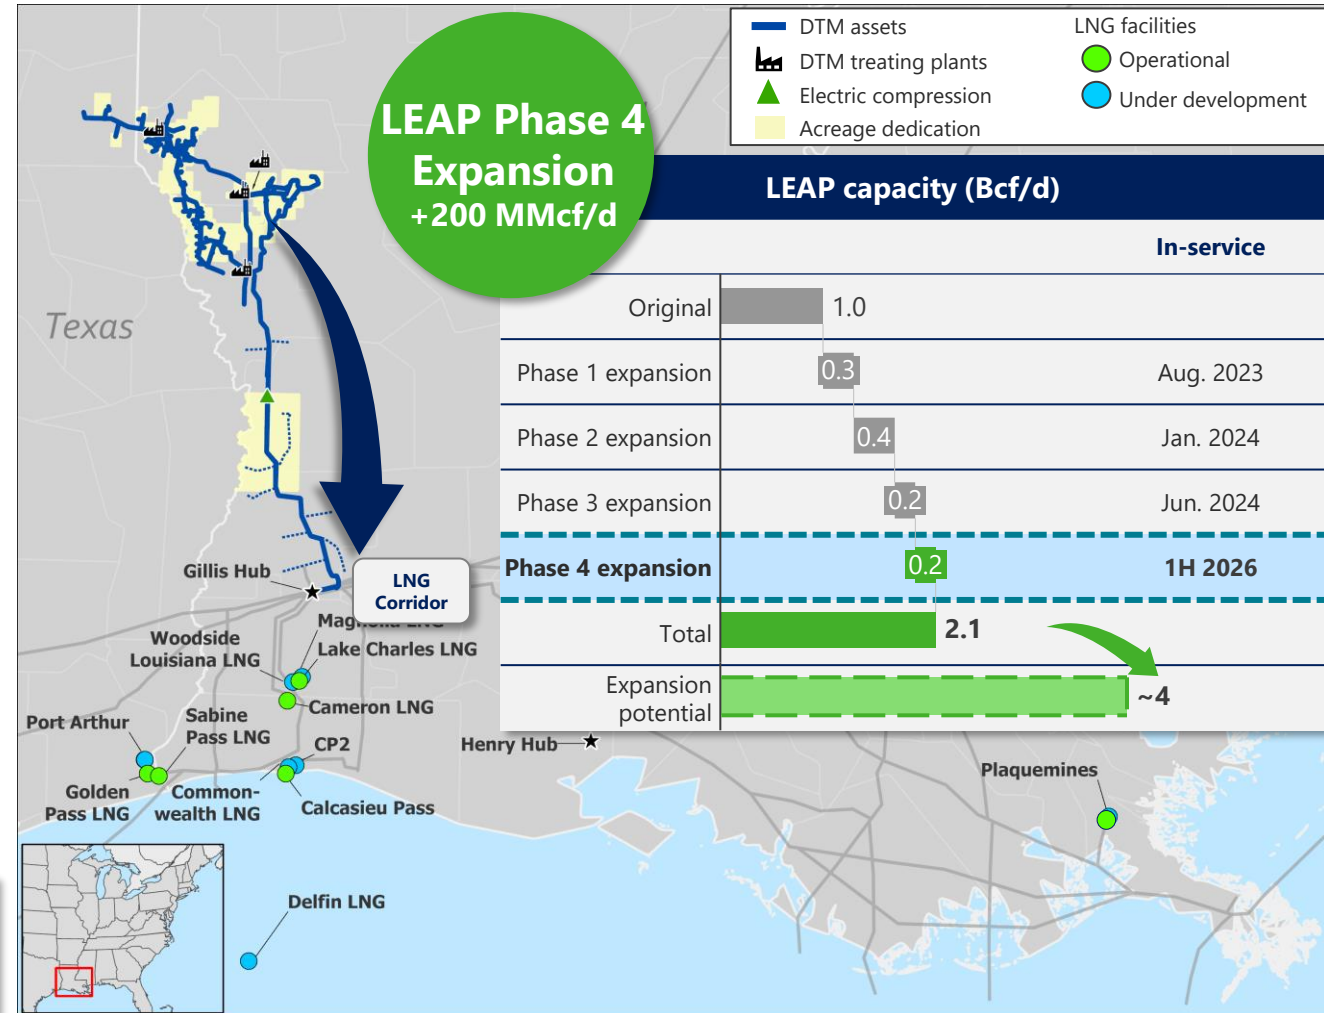 DTM assets
DTM treating plants
Electric compression
Acreage dedication
LNG facilities
Operational
Under development
LEAP Phase 4
Expansion
+200 MMcf/d
LEAP capacity (Bcf/d)
In-service
Original 1.0
Phase 1 expansion 0.3 Aug. 2023
Phase 2 expansion 0.4 Jan. 2024
Phase 3 expansion 0.2 Jun. 2024
Phase 4 expansion 0.2 1H 2026
Total 2.1
Expansion
potential ~4
Texas
Gillis Hub
LNG
Corridor
Magnolia LNG
Woodside
Louisiana LNG
Lake Charles LNG
Cameron LNG
Port Arthur
Sabine
Pass LNG
CP2
Henry Hub
Golden
Pass LNG
Common-
wealth LNG
Calcasieu Pass
Plaquemines
Delfin LNG